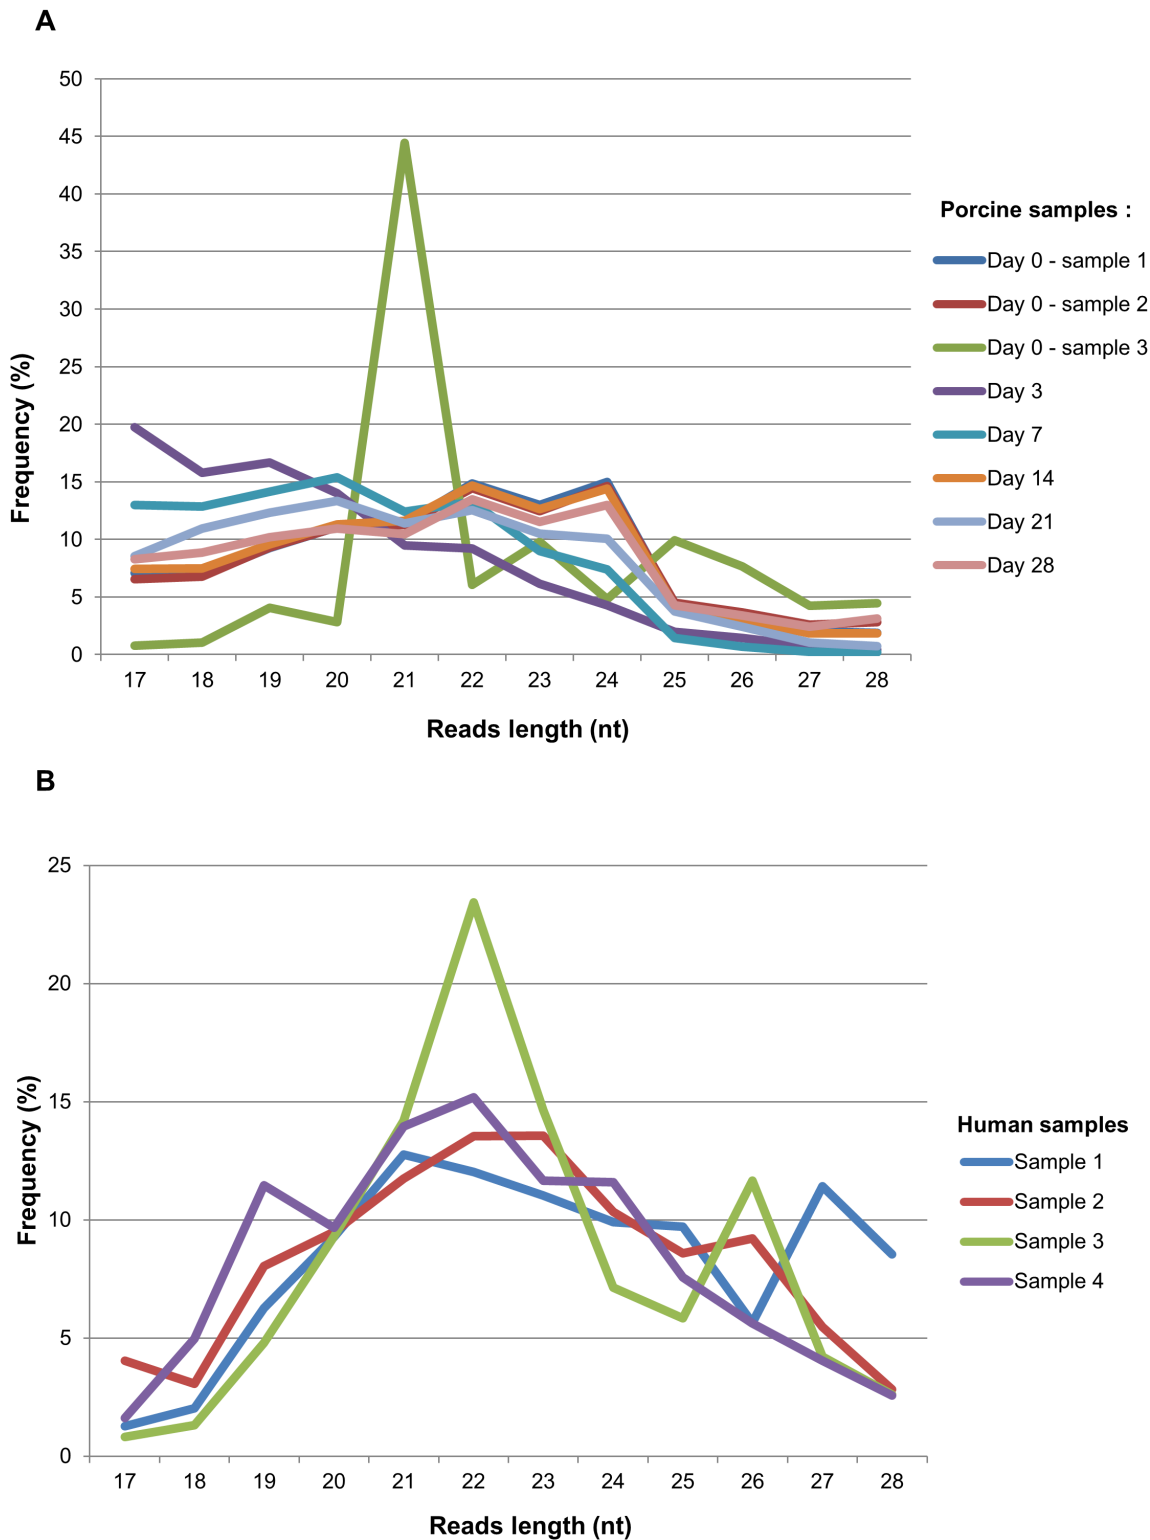 A
50
45
40
35
30
25
20
15
10
5
0
Frequency (%)
17 18 19 20 21 22 23 24 25 26 27 28
Reads length (nt)
Porcine samples :
Day 0 - sample 1
Day 0 - sample 2
Day 0 - sample 3
Day 3
Day 7
Day 14
Day 21
Day 28
B
25
20
15
10
5
0
Frequency (%)
17 18 19 20 21 22 23 24 25 26 27 28
Reads length (nt)
Human samples
Sample 1
Sample 2
Sample 3
Sample 4